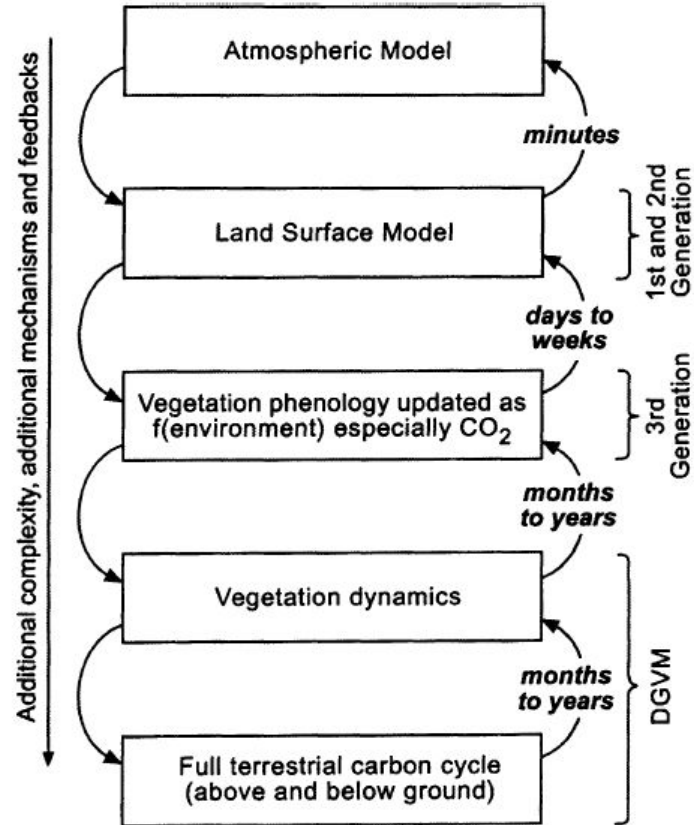 Atmospheric Model
minutes
Land Surface Model
1st and 2nd
Generation
days to
weeks
Vegetation phenology updated as
f(environment) especially CO₂
3rd
Generation
months
to years
Vegetation dynamics
months
to years
DGVM
Full terrestrial carbon cycle
(above and below ground)
Additional complexity, additional mechanisms and feedbacks